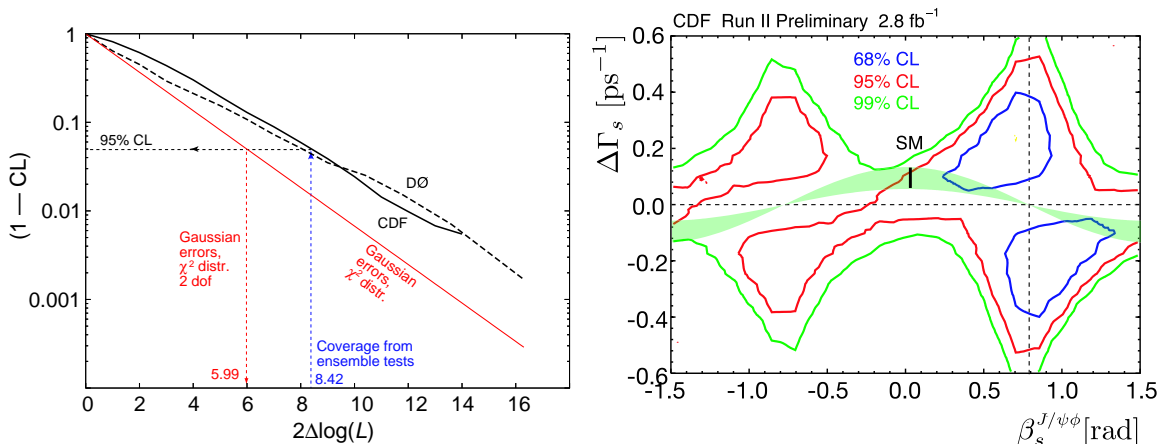 1
0.1
0.01
0.001
(1 — CL)
95% CL
DØ
CDF
Gaussian
errors,
χ² distr.
2 dof
Gaussian
errors,
χ² distr.
Coverage from
ensemble tests
5.99
8.42
0 2 4 6 8 10 12 14 16
2Δlog(L)
CDF Run II Preliminary 2.8 fb⁻¹
68% CL
95% CL
99% CL
SM
0.6
0.4
0.2
0.0
-0.2
-0.4
-0.6
ΔΓₛ [ps⁻¹]
-1.5 -1.0 -0.5 0.0 0.5 1.0 1.5
βₛ^{J/ψφ} [rad]